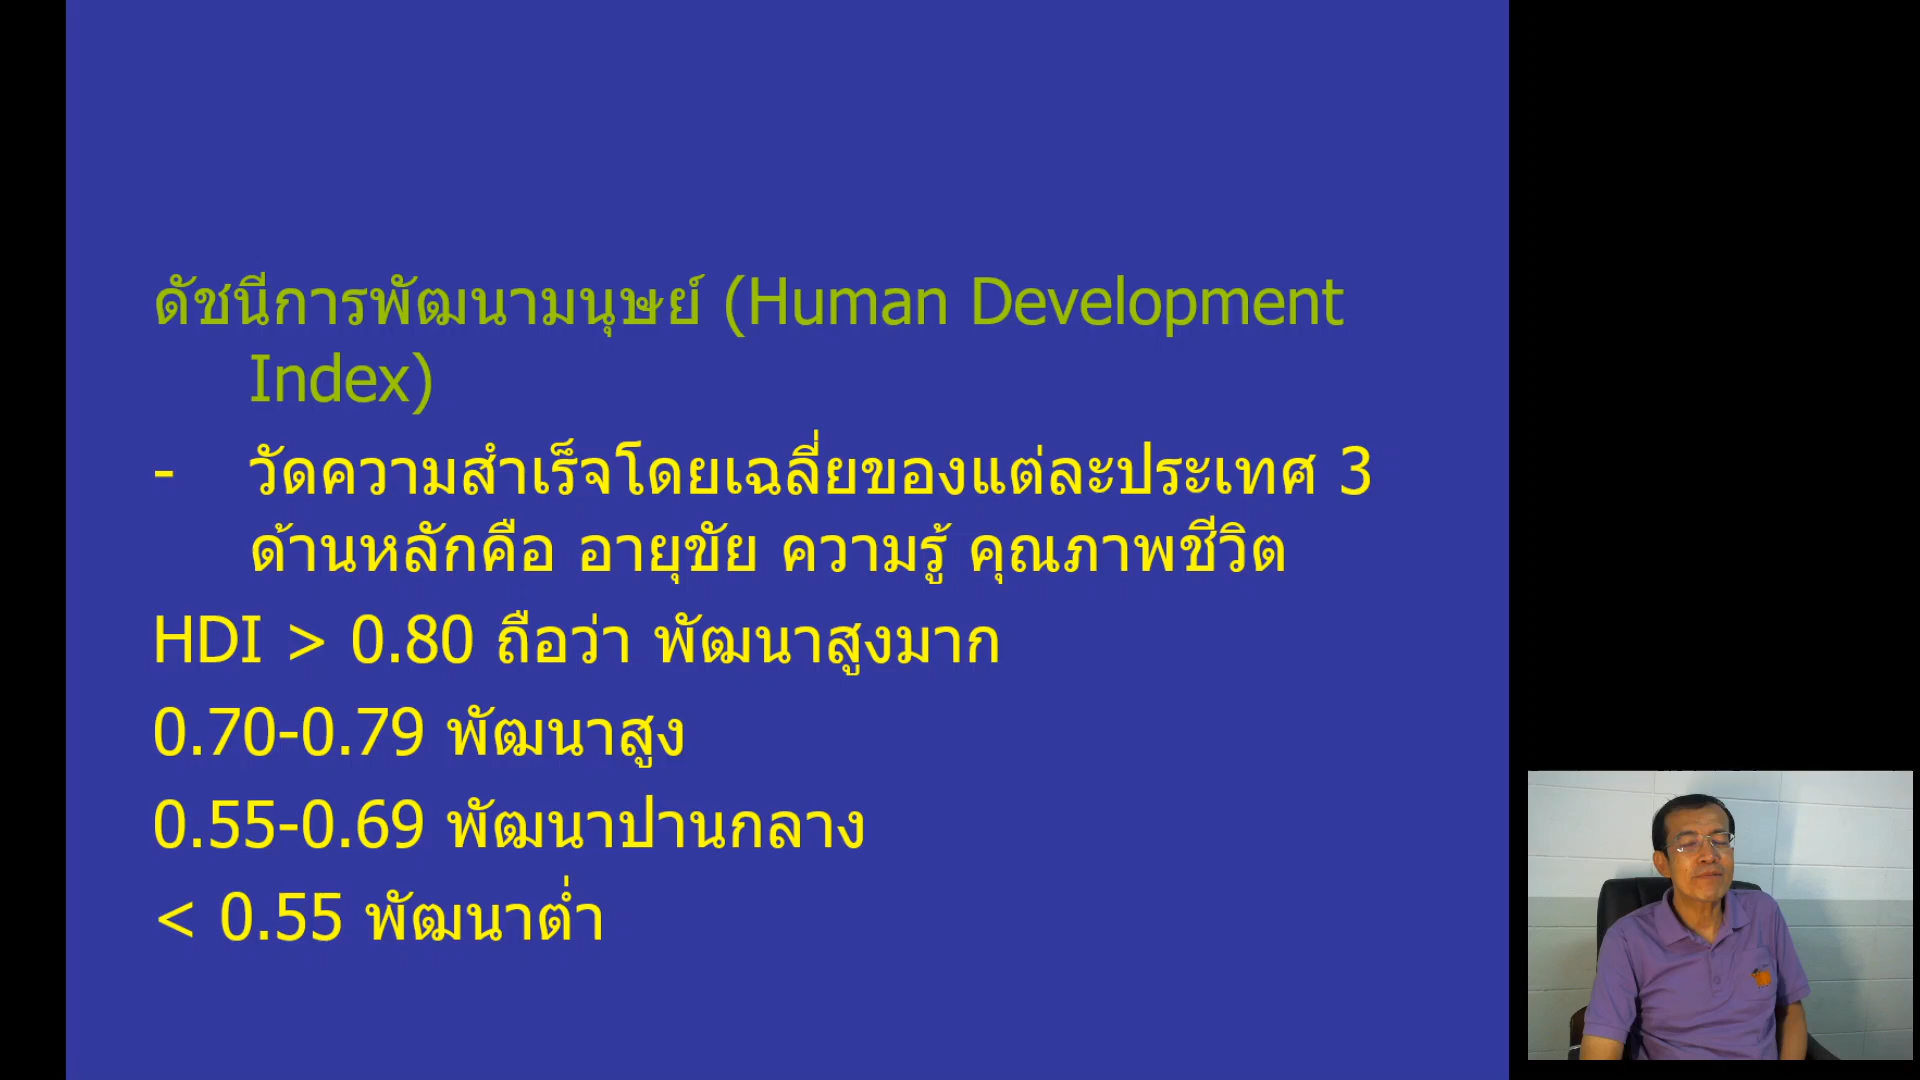 ดัชนีการพัฒนามนุษย์ (Human Development
Index)
- วัดความสำเร็จโดยเฉลี่ยของแต่ละประเทศ 3
ด้านหลักคือ อายุขัย ความรู้ คุณภาพชีวิต
HDI > 0.80 ถือว่า พัฒนาสูงมาก
0.70-0.79 พัฒนาสูง
0.55-0.69 พัฒนาปานกลาง
< 0.55 พัฒนาต่ำ